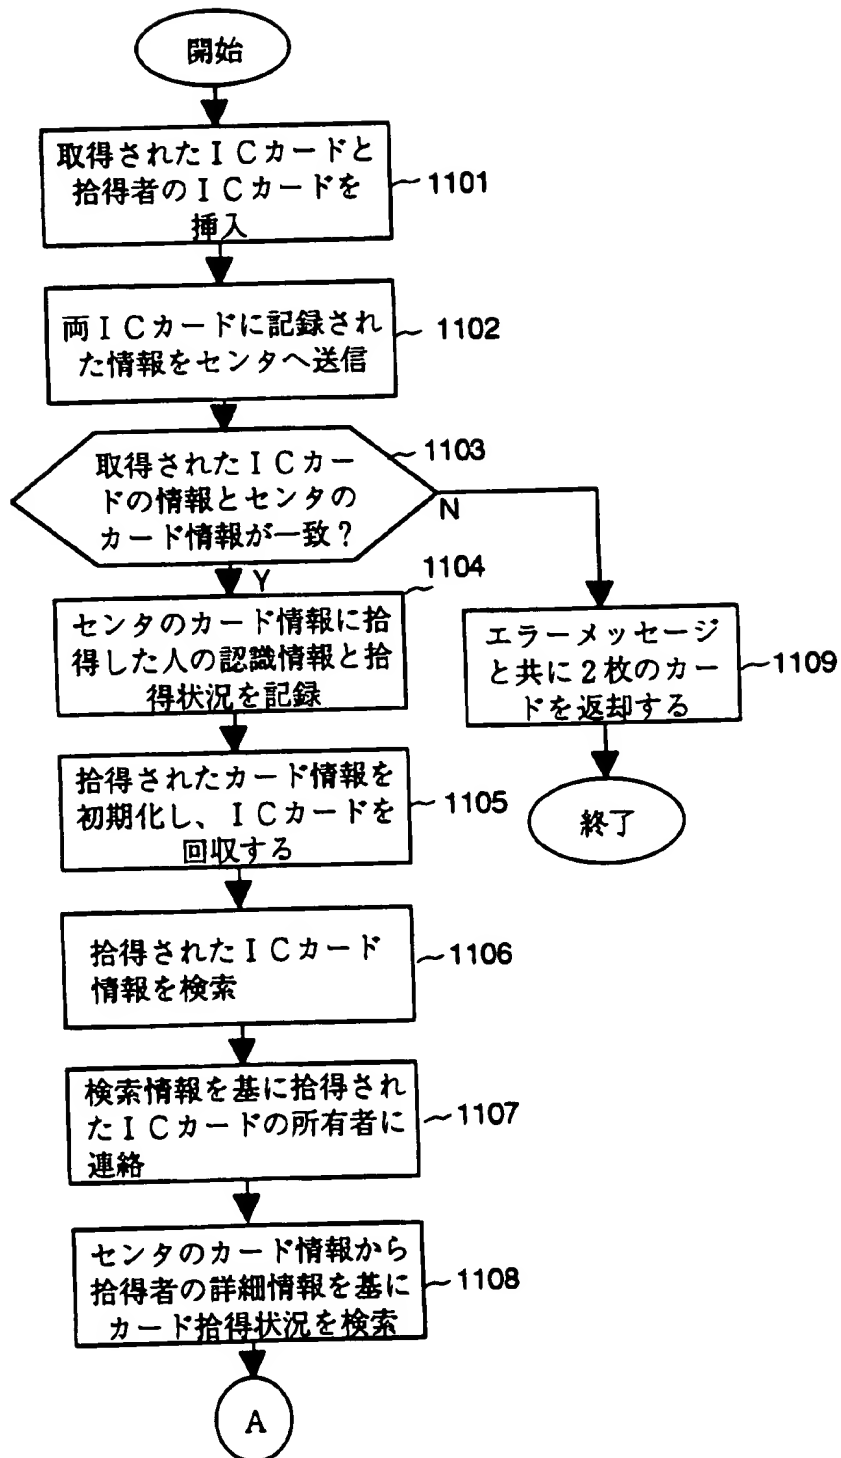 開始
取得されたICカードと
拾得者のICカードを
挿入
1101
両ICカードに記録され
た情報をセンタへ送信
1102
取得されたICカー
ドの情報とセンタの
カード情報が一致?
1103
N
Y
1104
センタのカード情報に拾
得した人の認識情報と拾
得状況を記録
エラーメッセージ
と共に2枚のカー
ドを返却する
1109
終了
拾得されたカード情報を
初期化し、ICカードを
回収する
1105
拾得されたICカード
情報を検索
1106
検索情報を基に拾得され
たICカードの所有者に
連絡
1107
センタのカード情報から
拾得者の詳細情報を基に
カード拾得状況を検索
1108
A